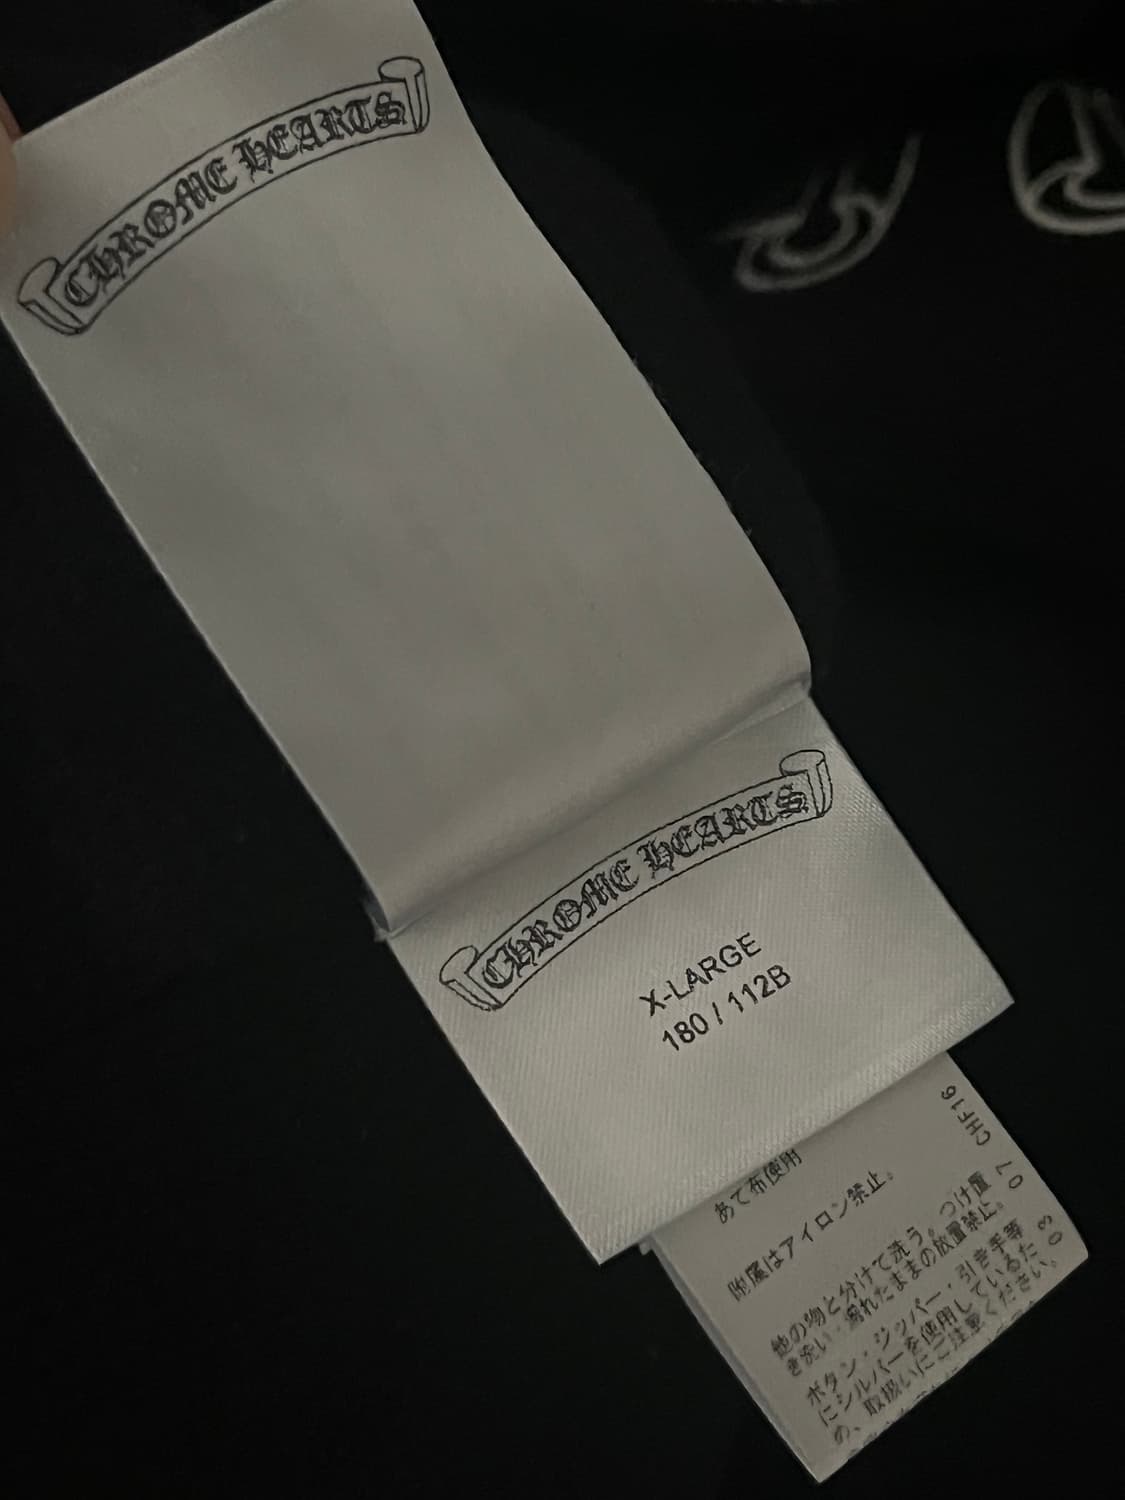 CHROME HEARTS
CHROME HEARTS
X-LARGE
180 / 112B
あて布使用
附属はアイロン禁止。
他の物と分けて洗う。つけ置
き洗い・濡れたままの放置禁止。
ボタン・ジッパー・引き手等
にシルバーを使用しているた
め、取扱いにご注意ください。
CHF16 07 03